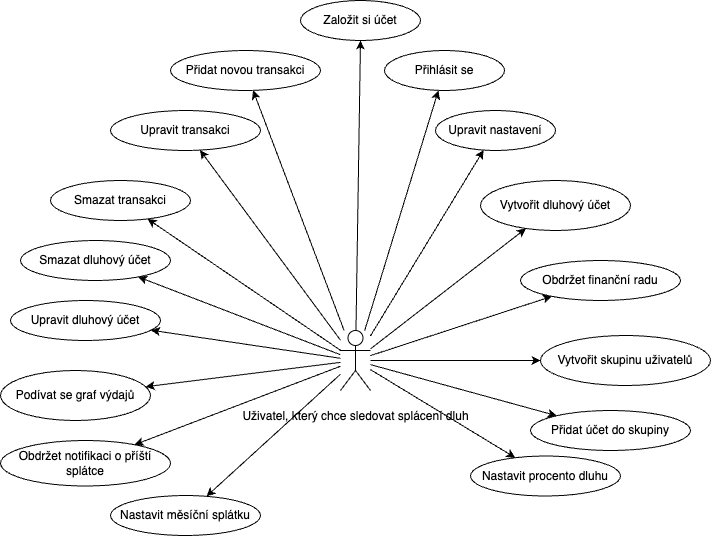 Založit si účet
Přidat novou transakci
Přihlásit se
Upravit transakci
Upravit nastavení
Smazat transakci
Vytvořit dluhový účet
Smazat dluhový účet
Obdržet finanční radu
Upravit dluhový účet
Vytvořit skupinu uživatelů
Podívat se graf výdajů
Uživatel, který chce sledovat splácení dluh
Přidat účet do skupiny
Obdržet notifikaci o příští
splátce
Nastavit procento dluhu
Nastavit měsíční splátku